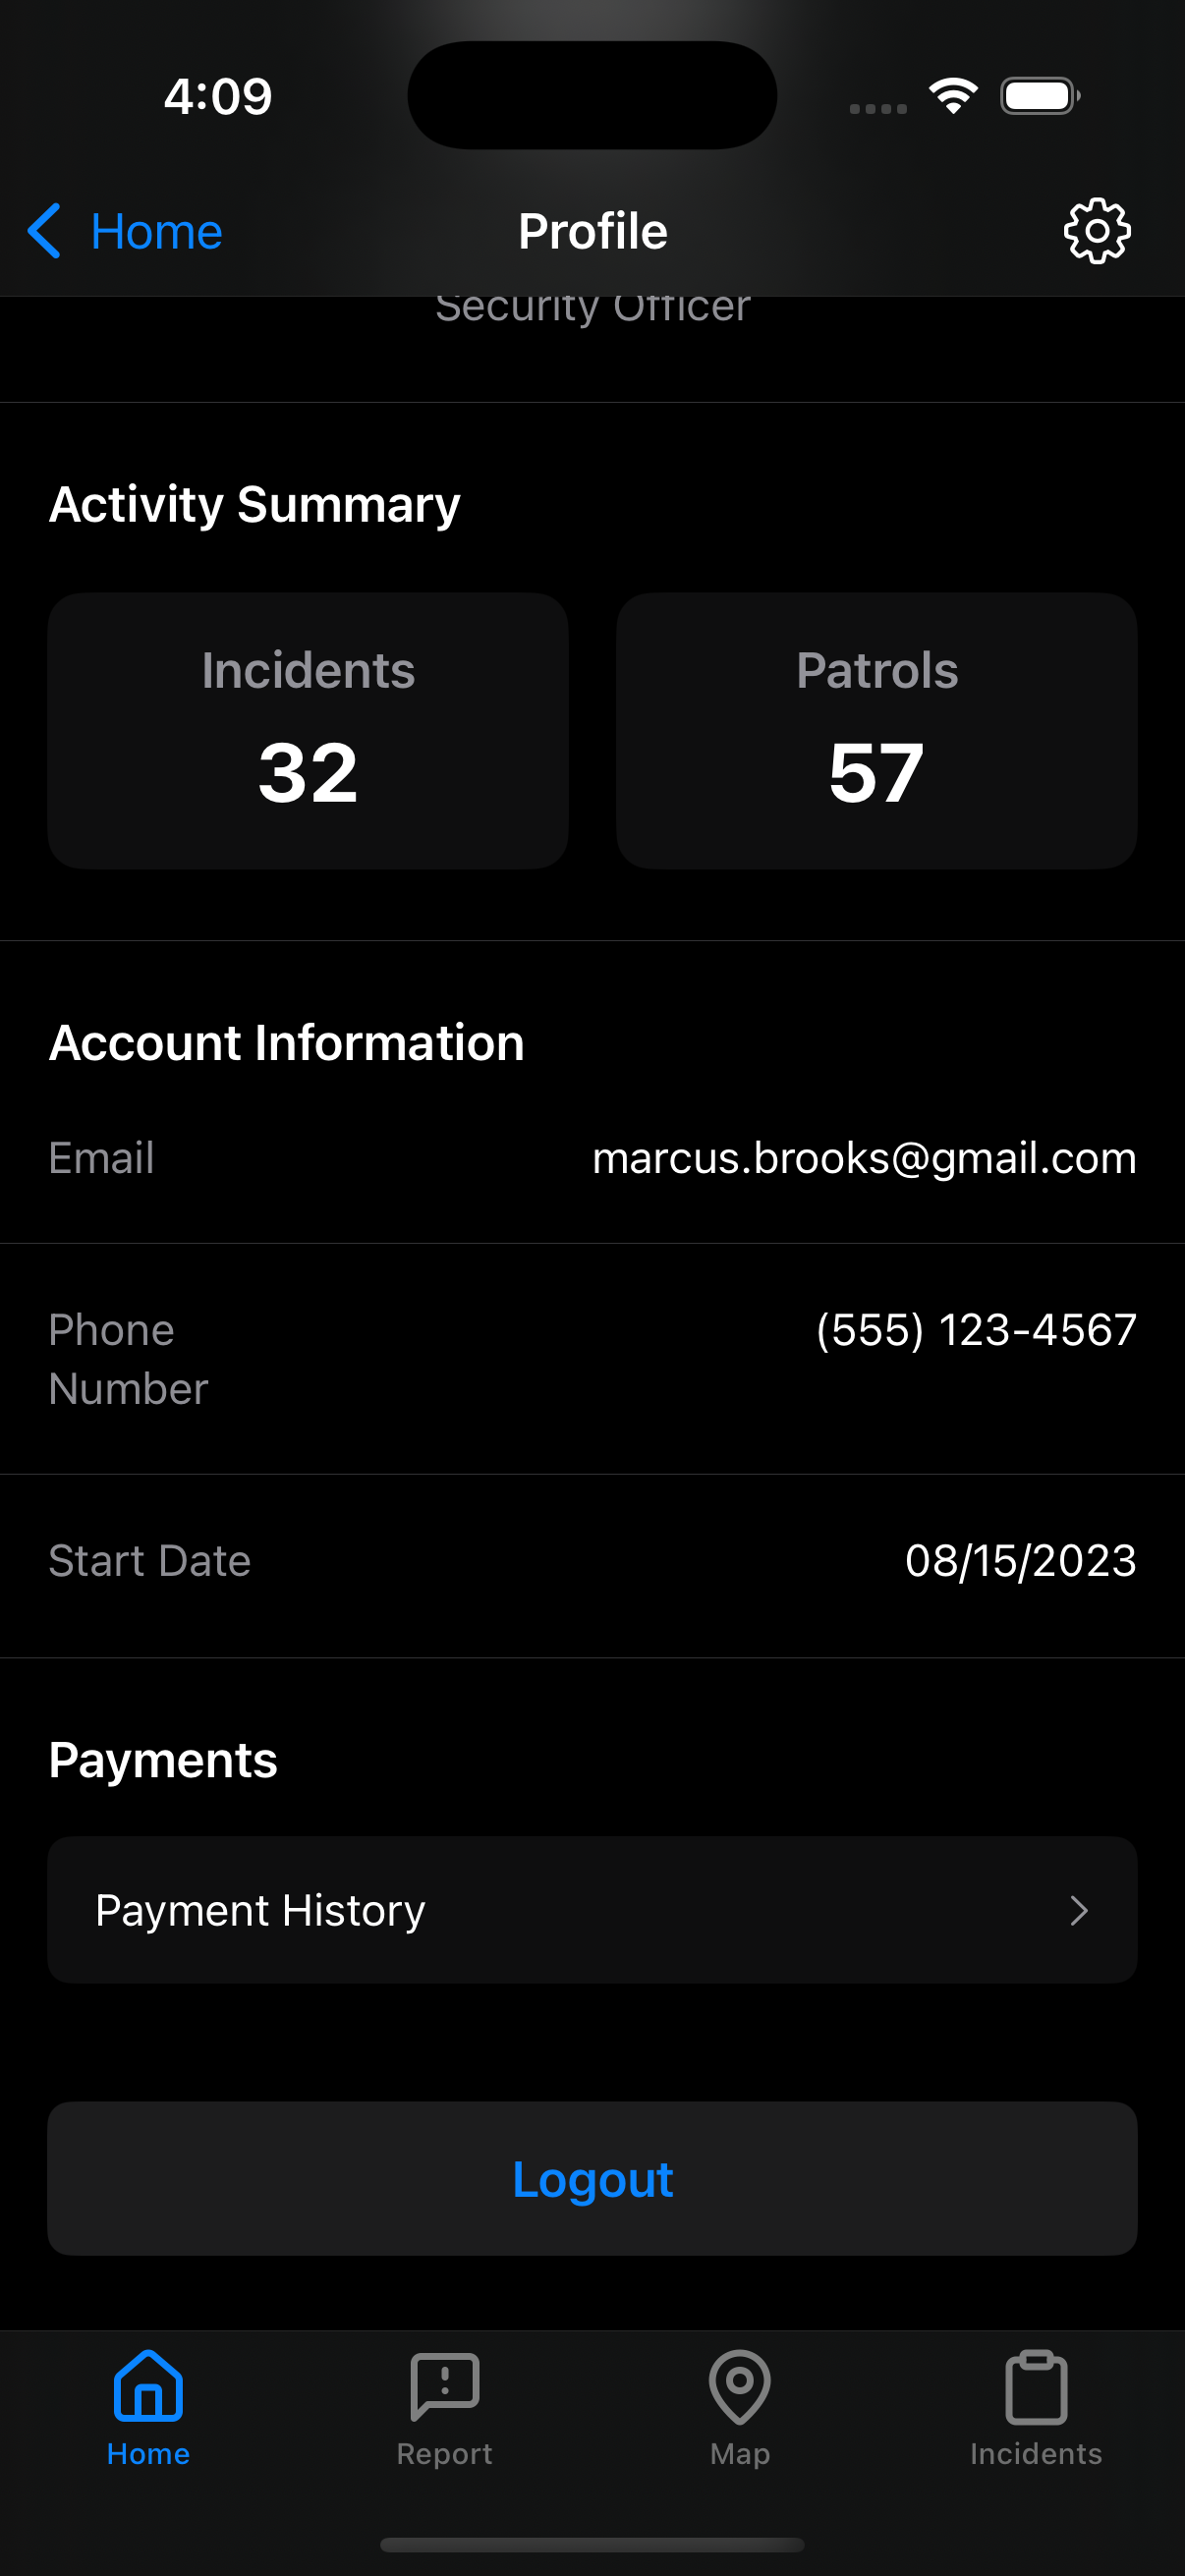 4:09
Home
Profile
Security Officer
Activity Summary
Incidents
Patrols
32
57
Account Information
Email
marcus.brooks@gmail.com
Phone
Number
(555) 123-4567
Start Date
08/15/2023
Payments
Payment History
Logout
Home
Report
Map
Incidents